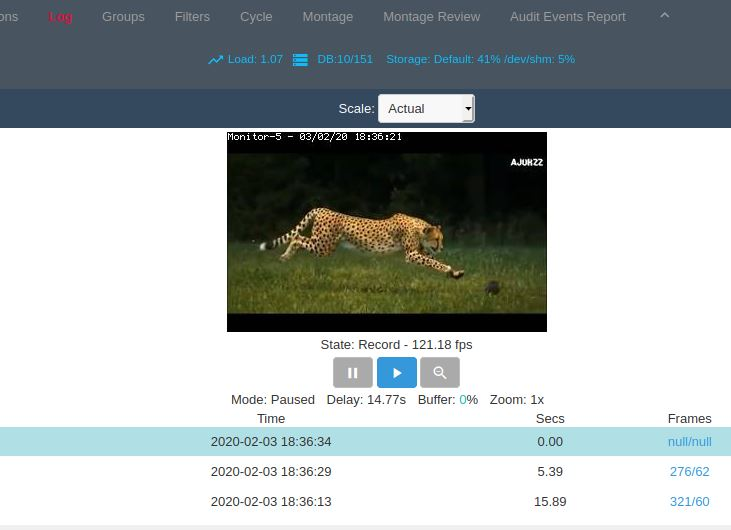 ons Log Groups Filters Cycle Montage Montage Review Audit Events Report
Load: 1.07 DB:10/151 Storage: Default: 41% /dev/shm: 5%
Scale: Actual
Monitor-5 - 03/02/20 18:36:21
AJUH22
State: Record - 121.18 fps
Mode: Paused Delay: 14.77s Buffer: 0% Zoom: 1x
Time Secs Frames
2020-02-03 18:36:34 0.00 null/null
2020-02-03 18:36:29 5.39 276/62
2020-02-03 18:36:13 15.89 321/60